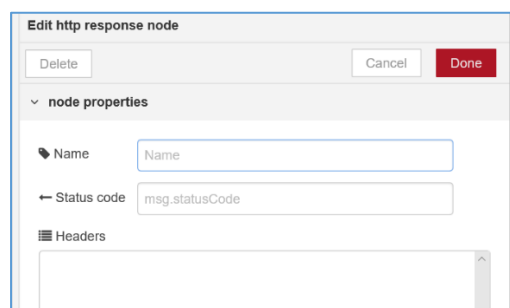 Edit http response node
Delete Cancel Done
node properties
Name Name
Status code msg.statusCode
Headers